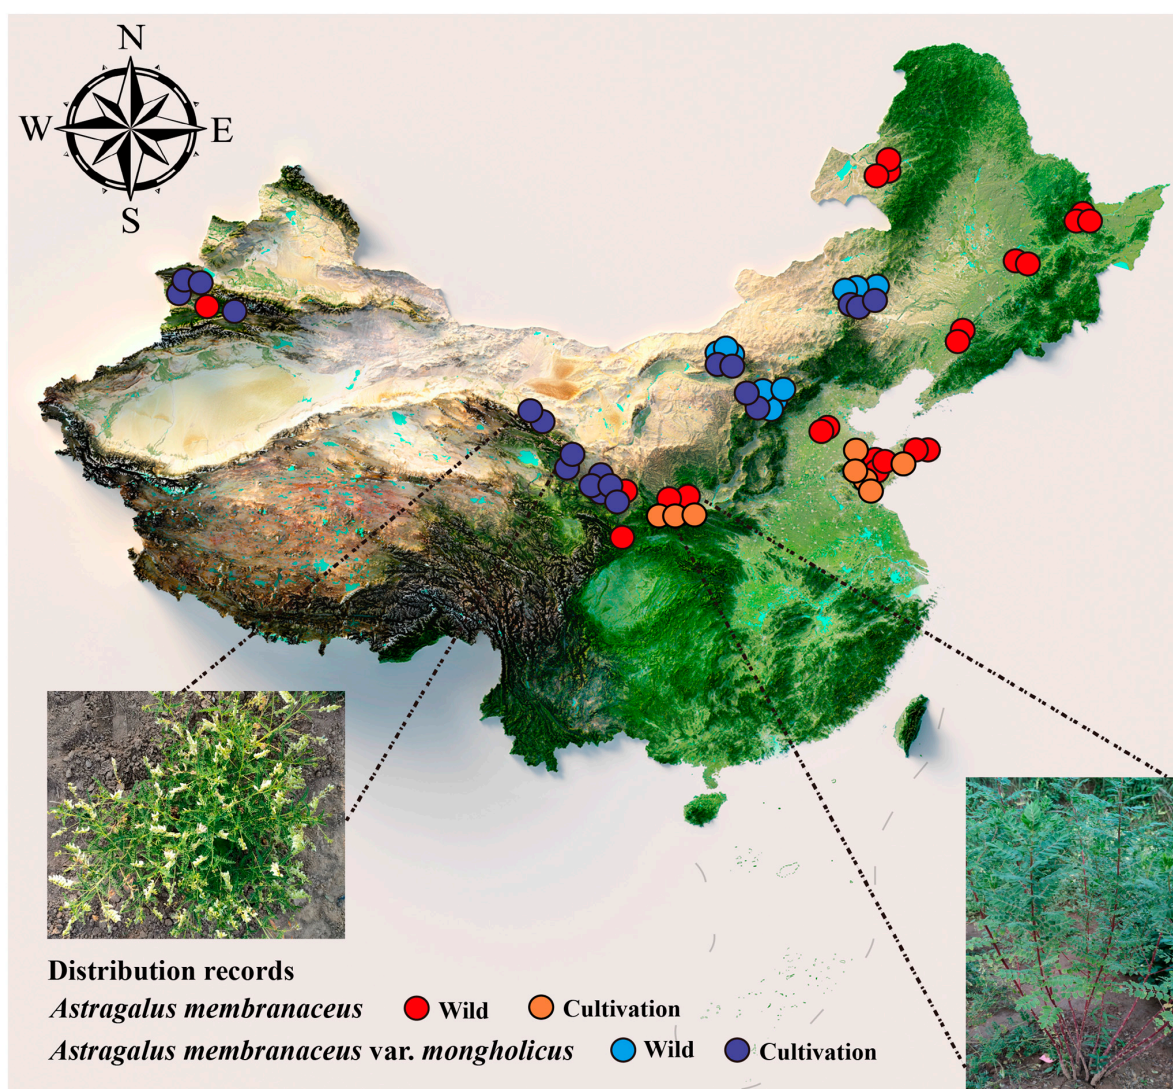 N
W E
S
Distribution records
Astragalus membranaceus Wild Cultivation
Astragalus membranaceus var. mongholicus Wild Cultivation